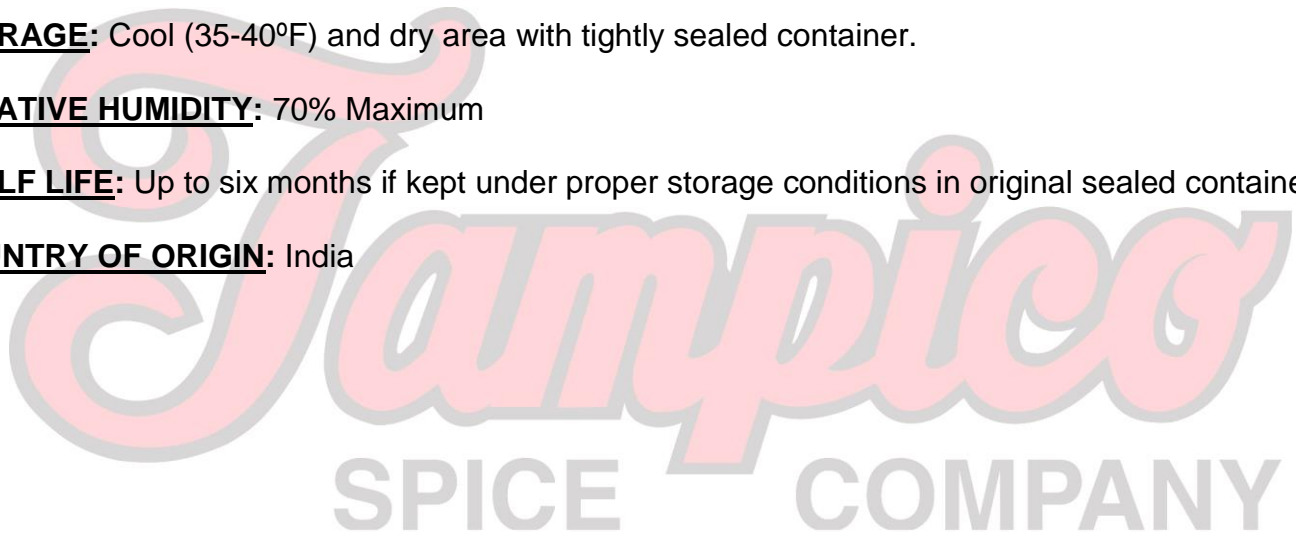 RAGE: Cool (35-40ºF) and dry area with tightly sealed container.
ATIVE HUMIDITY: 70% Maximum
LF LIFE: Up to six months if kept under proper storage conditions in original sealed containe
NTRY OF ORIGIN: India
Tampico
SPICE COMPANY